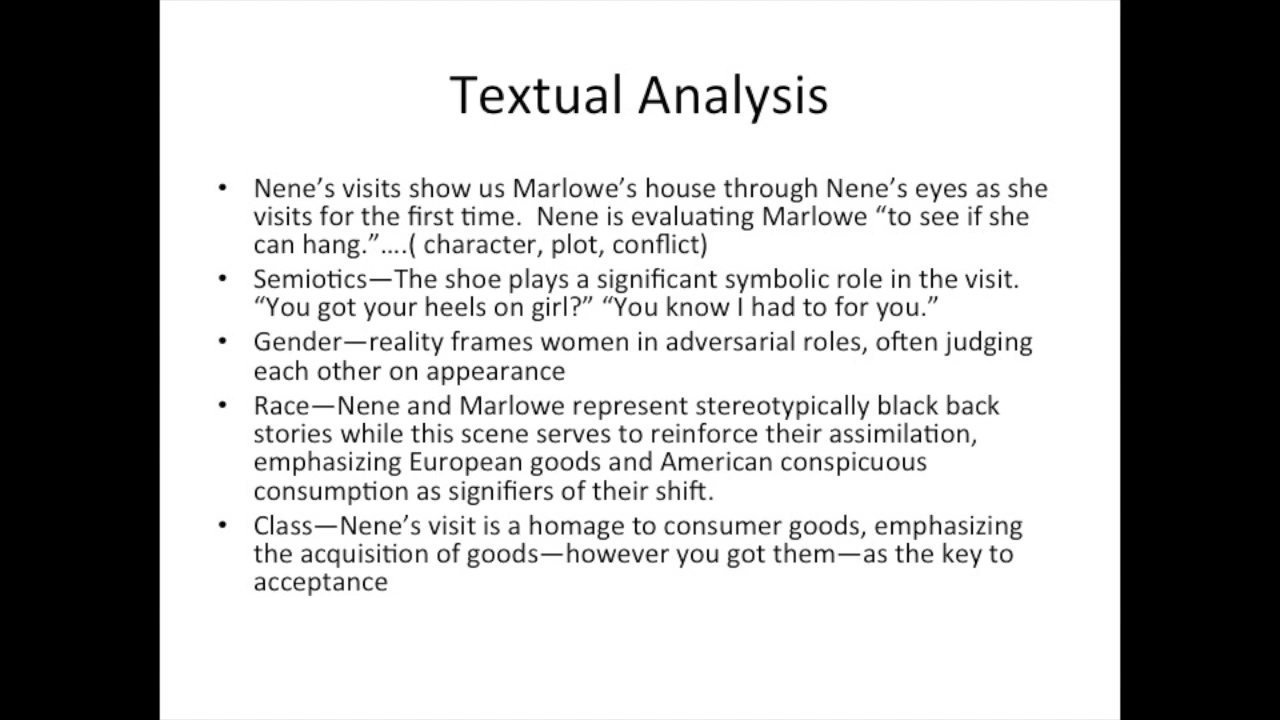 Textual Analysis
• Nene’s visits show us Marlowe’s house through Nene’s eyes as she
visits for the first time.  Nene is evaluating Marlowe “to see if she
can hang.”….( character, plot, conflict)
• Semiotics—The shoe plays a significant symbolic role in the visit.
“You got your heels on girl?” “You know I had to for you.”
• Gender—reality frames women in adversarial roles, often judging
each other on appearance
• Race—Nene and Marlowe represent stereotypically black back
stories while this scene serves to reinforce their assimilation,
emphasizing European goods and American conspicuous
consumption as signifiers of their shift.
• Class—Nene’s visit is a homage to consumer goods, emphasizing
the acquisition of goods—however you got them—as the key to
acceptance